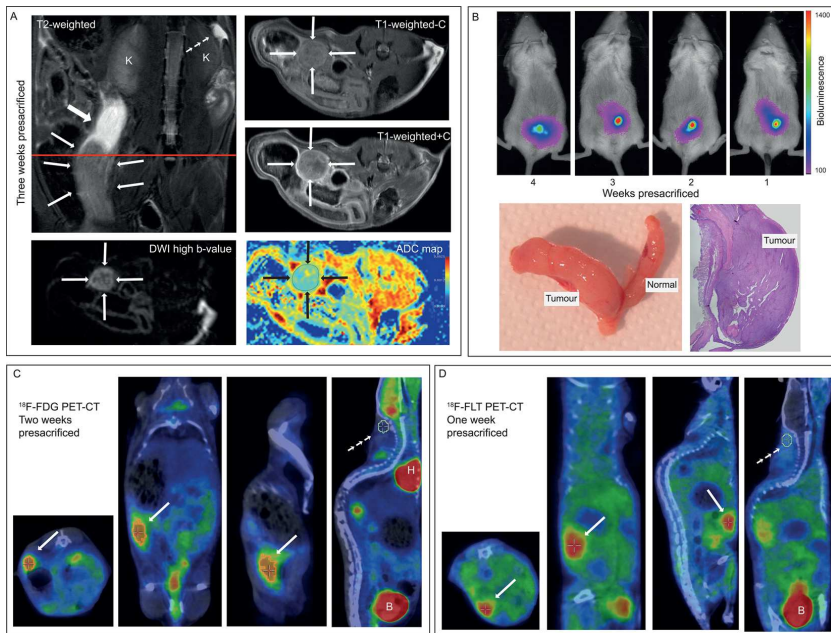 A
T2-weighted
K
K
Three weeks presacrificed
T1-weighted-C
T1-weighted+C
DWI high b-value
ADC map
B
1400
Bioluminescence
100
4
3
2
1
Weeks presacrificed
Tumour
Normal
Tumour
C
18F-FDG PET-CT
Two weeks
presacrificed
H
B
D
18F-FLT PET-CT
One week
presacrificed
B